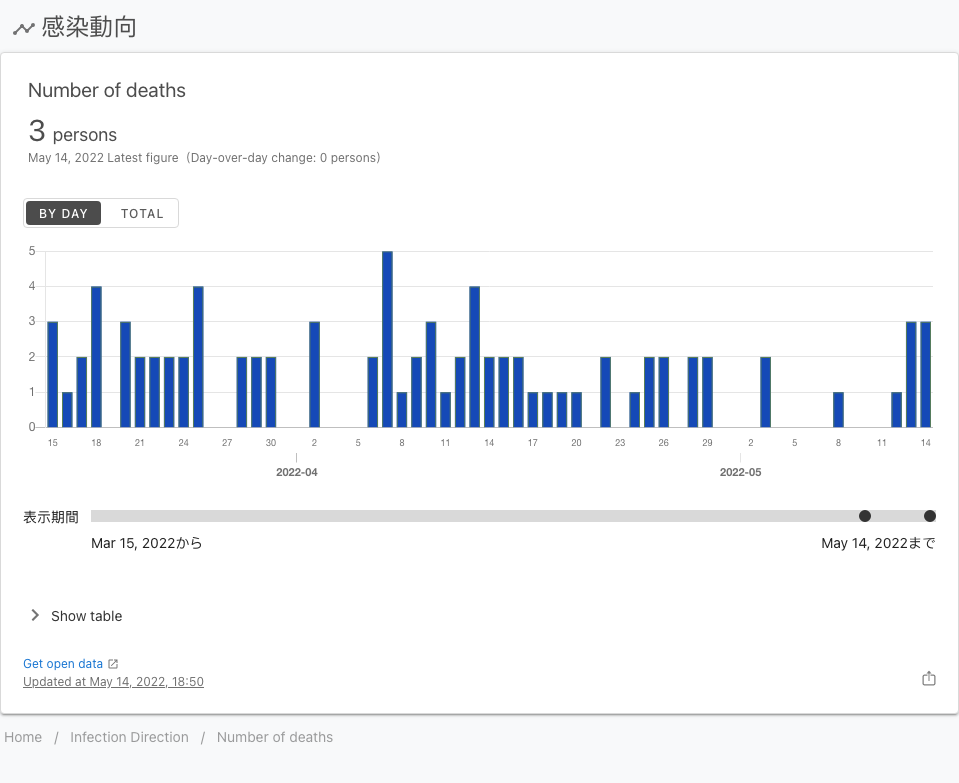 感染動向
Number of deaths
3 persons
May 14, 2022 Latest figure（Day-over-day change: 0 persons）
BY DAY TOTAL
5
4
3
2
1
0
15 18 21 24 27 30 2 5 8 11 14 17 20 23 26 29 2 5 8 11 14
2022-04 2022-05
表示期間
Mar 15, 2022から May 14, 2022まで
Show table
Get open data
Updated at May 14, 2022, 18:50
Home / Infection Direction / Number of deaths